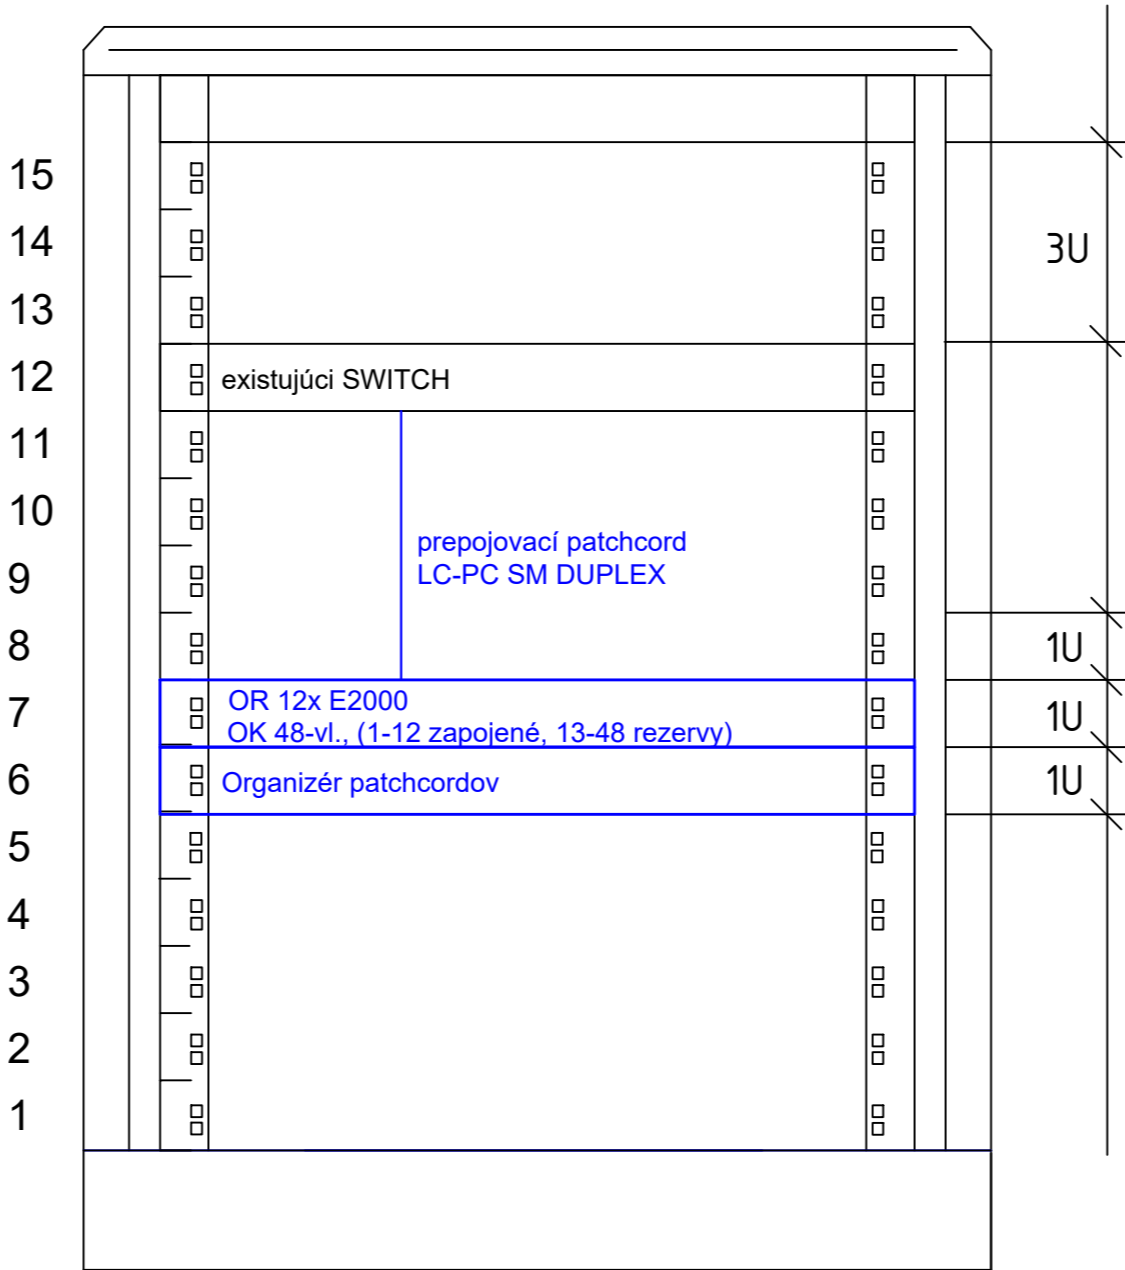 15
14
3U
13
12
existujúci SWITCH
11
10
prepojovací patchcord
LC-PC SM DUPLEX
9
8
1U
7
OR 12x E2000
OK 48-vl., (1-12 zapojené, 13-48 rezervy)
1U
6
Organizér patchcordov
1U
5
4
3
2
1